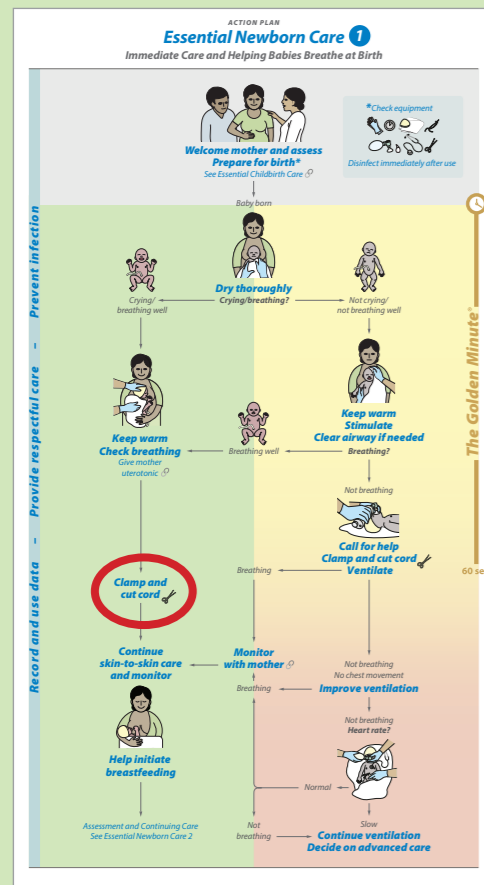 ACTION PLAN
Essential Newborn Care 1
Immediate Care and Helping Babies Breathe at Birth
*Check equipment
Disinfect immediately after use
Welcome mother and assess
Prepare for birth*
See Essential Childbirth Care
Baby born
Dry thoroughly
Crying/breathing?
Crying/
breathing well
Not crying/
not breathing well
Keep warm
Check breathing
Give mother
uterotonic
Breathing well
Keep warm
Stimulate
Clear airway if needed
Breathing?
Not breathing
Call for help
Clamp and cut cord
Ventilate
Breathing
60 se
Clamp and
cut cord
Continue
skin-to-skin care
and monitor
Monitor
with mother
Not breathing
No chest movement
Breathing
Improve ventilation
Not breathing
Heart rate?
Help initiate
breastfeeding
Normal
Assessment and Continuing Care
See Essential Newborn Care 2
Not
breathing
Slow
Continue ventilation
Decide on advanced care
Record and use data – Provide respectful care – Prevent infection
The Golden Minute®